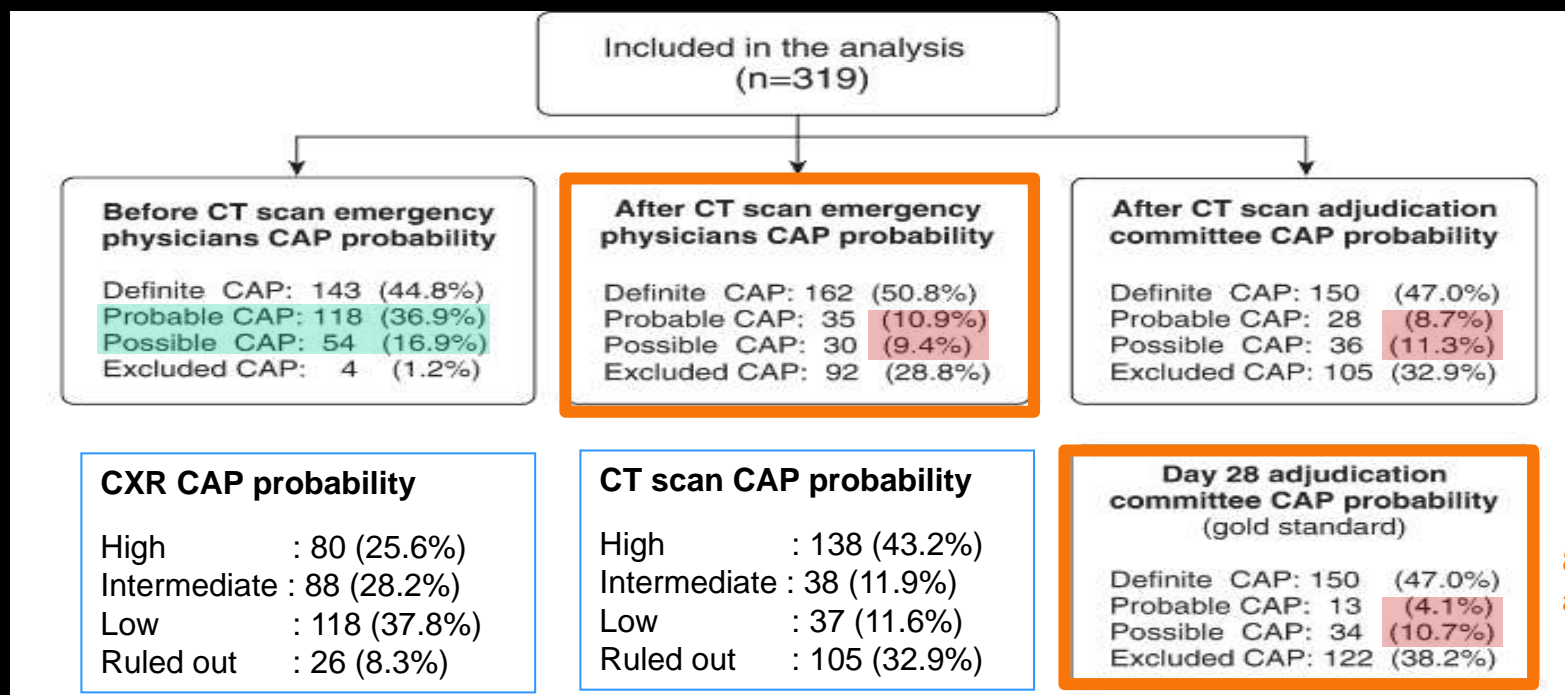 Included in the analysis
(n=319)
Before CT scan emergency
physicians CAP probability
Definite CAP: 143 (44.8%)
Probable CAP: 118 (36.9%)
Possible CAP: 54 (16.9%)
Excluded CAP: 4 (1.2%)
After CT scan emergency
physicians CAP probability
Definite CAP: 162 (50.8%)
Probable CAP: 35 (10.9%)
Possible CAP: 30 (9.4%)
Excluded CAP: 92 (28.8%)
After CT scan adjudication
committee CAP probability
Definite CAP: 150 (47.0%)
Probable CAP: 28 (8.7%)
Possible CAP: 36 (11.3%)
Excluded CAP: 105 (32.9%)
CXR CAP probability
High : 80 (25.6%)
Intermediate : 88 (28.2%)
Low : 118 (37.8%)
Ruled out : 26 (8.3%)
CT scan CAP probability
High : 138 (43.2%)
Intermediate : 38 (11.9%)
Low : 37 (11.6%)
Ruled out : 105 (32.9%)
Day 28 adjudication
committee CAP probability
(gold standard)
Definite CAP: 150 (47.0%)
Probable CAP: 13 (4.1%)
Possible CAP: 34 (10.7%)
Excluded CAP: 122 (38.2%)